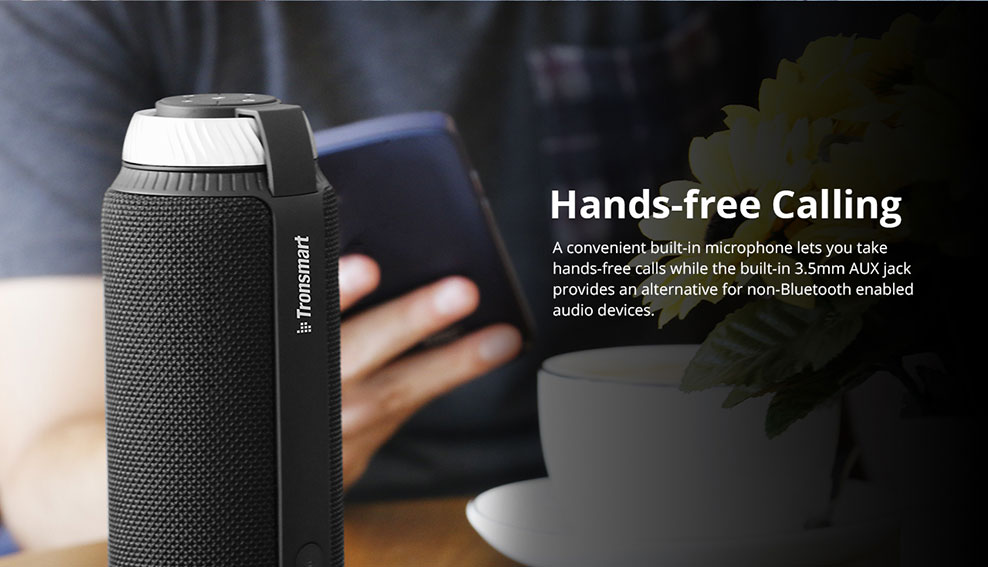 Hands-free Calling
A convenient built-in microphone lets you take
hands-free calls while the built-in 3.5mm AUX jack
provides an alternative for non-Bluetooth enabled
audio devices.
Tronsmart